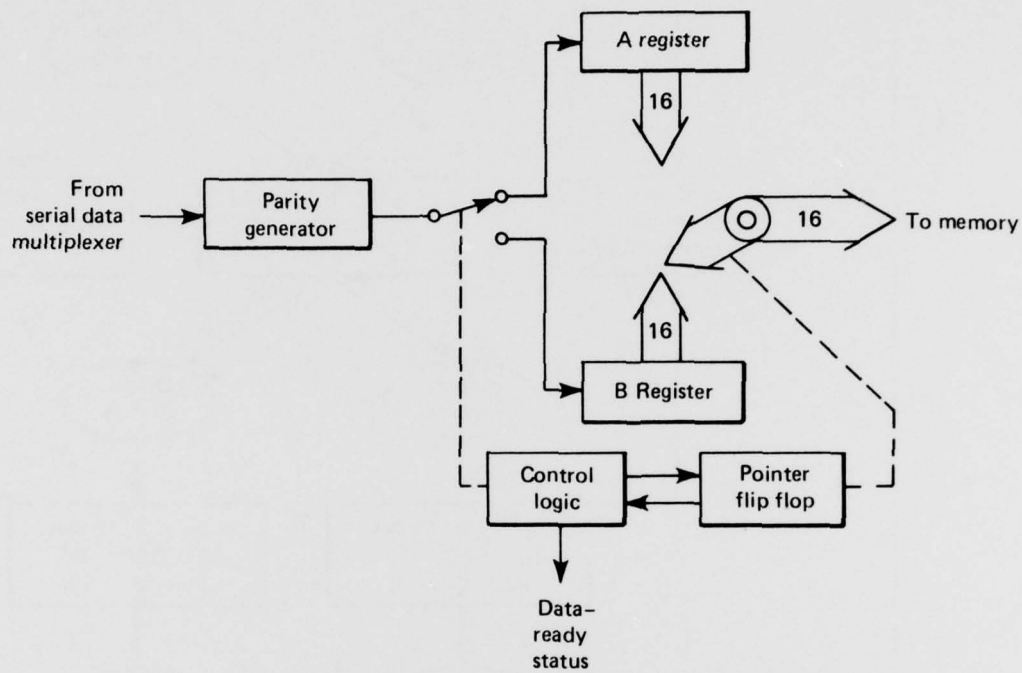 A register
16
From
serial data
multiplexer
Parity
generator
16
To memory
16
B Register
Control
logic
Pointer
flip flop
Data-
ready
status